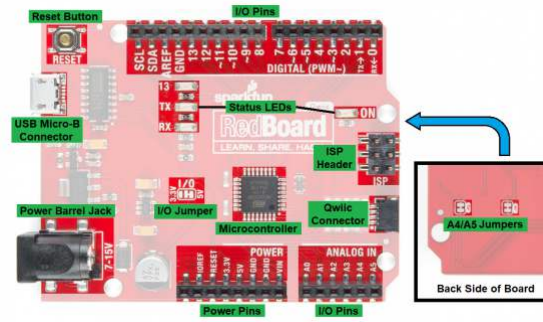 Reset Button
I/O Pins
RESET
SCL
SDA
AREF
GND
13
12
~11
~10
~9
8
7
~6
~5
4
~3
2
TX→1
RX←0
DIGITAL (PWM~)
sparkfun
13
TX
RX
Status LEDs
ON
RedBoard
LEARN. SHARE. HACK
USB Micro-B
Connector
ISP
Header
ISP
I/O
3.3V
5V
I/O Jumper
Power Barrel Jack
7-15V
Microcontroller
Qwiic
Connector
A4/A5 Jumpers
Back Side of Board
POWER
IOREF
RESET
3.3V
5V
GND
GND
VIN
ANALOG IN
A0
A1
A2
A3
A4
A5
Power Pins
I/O Pins